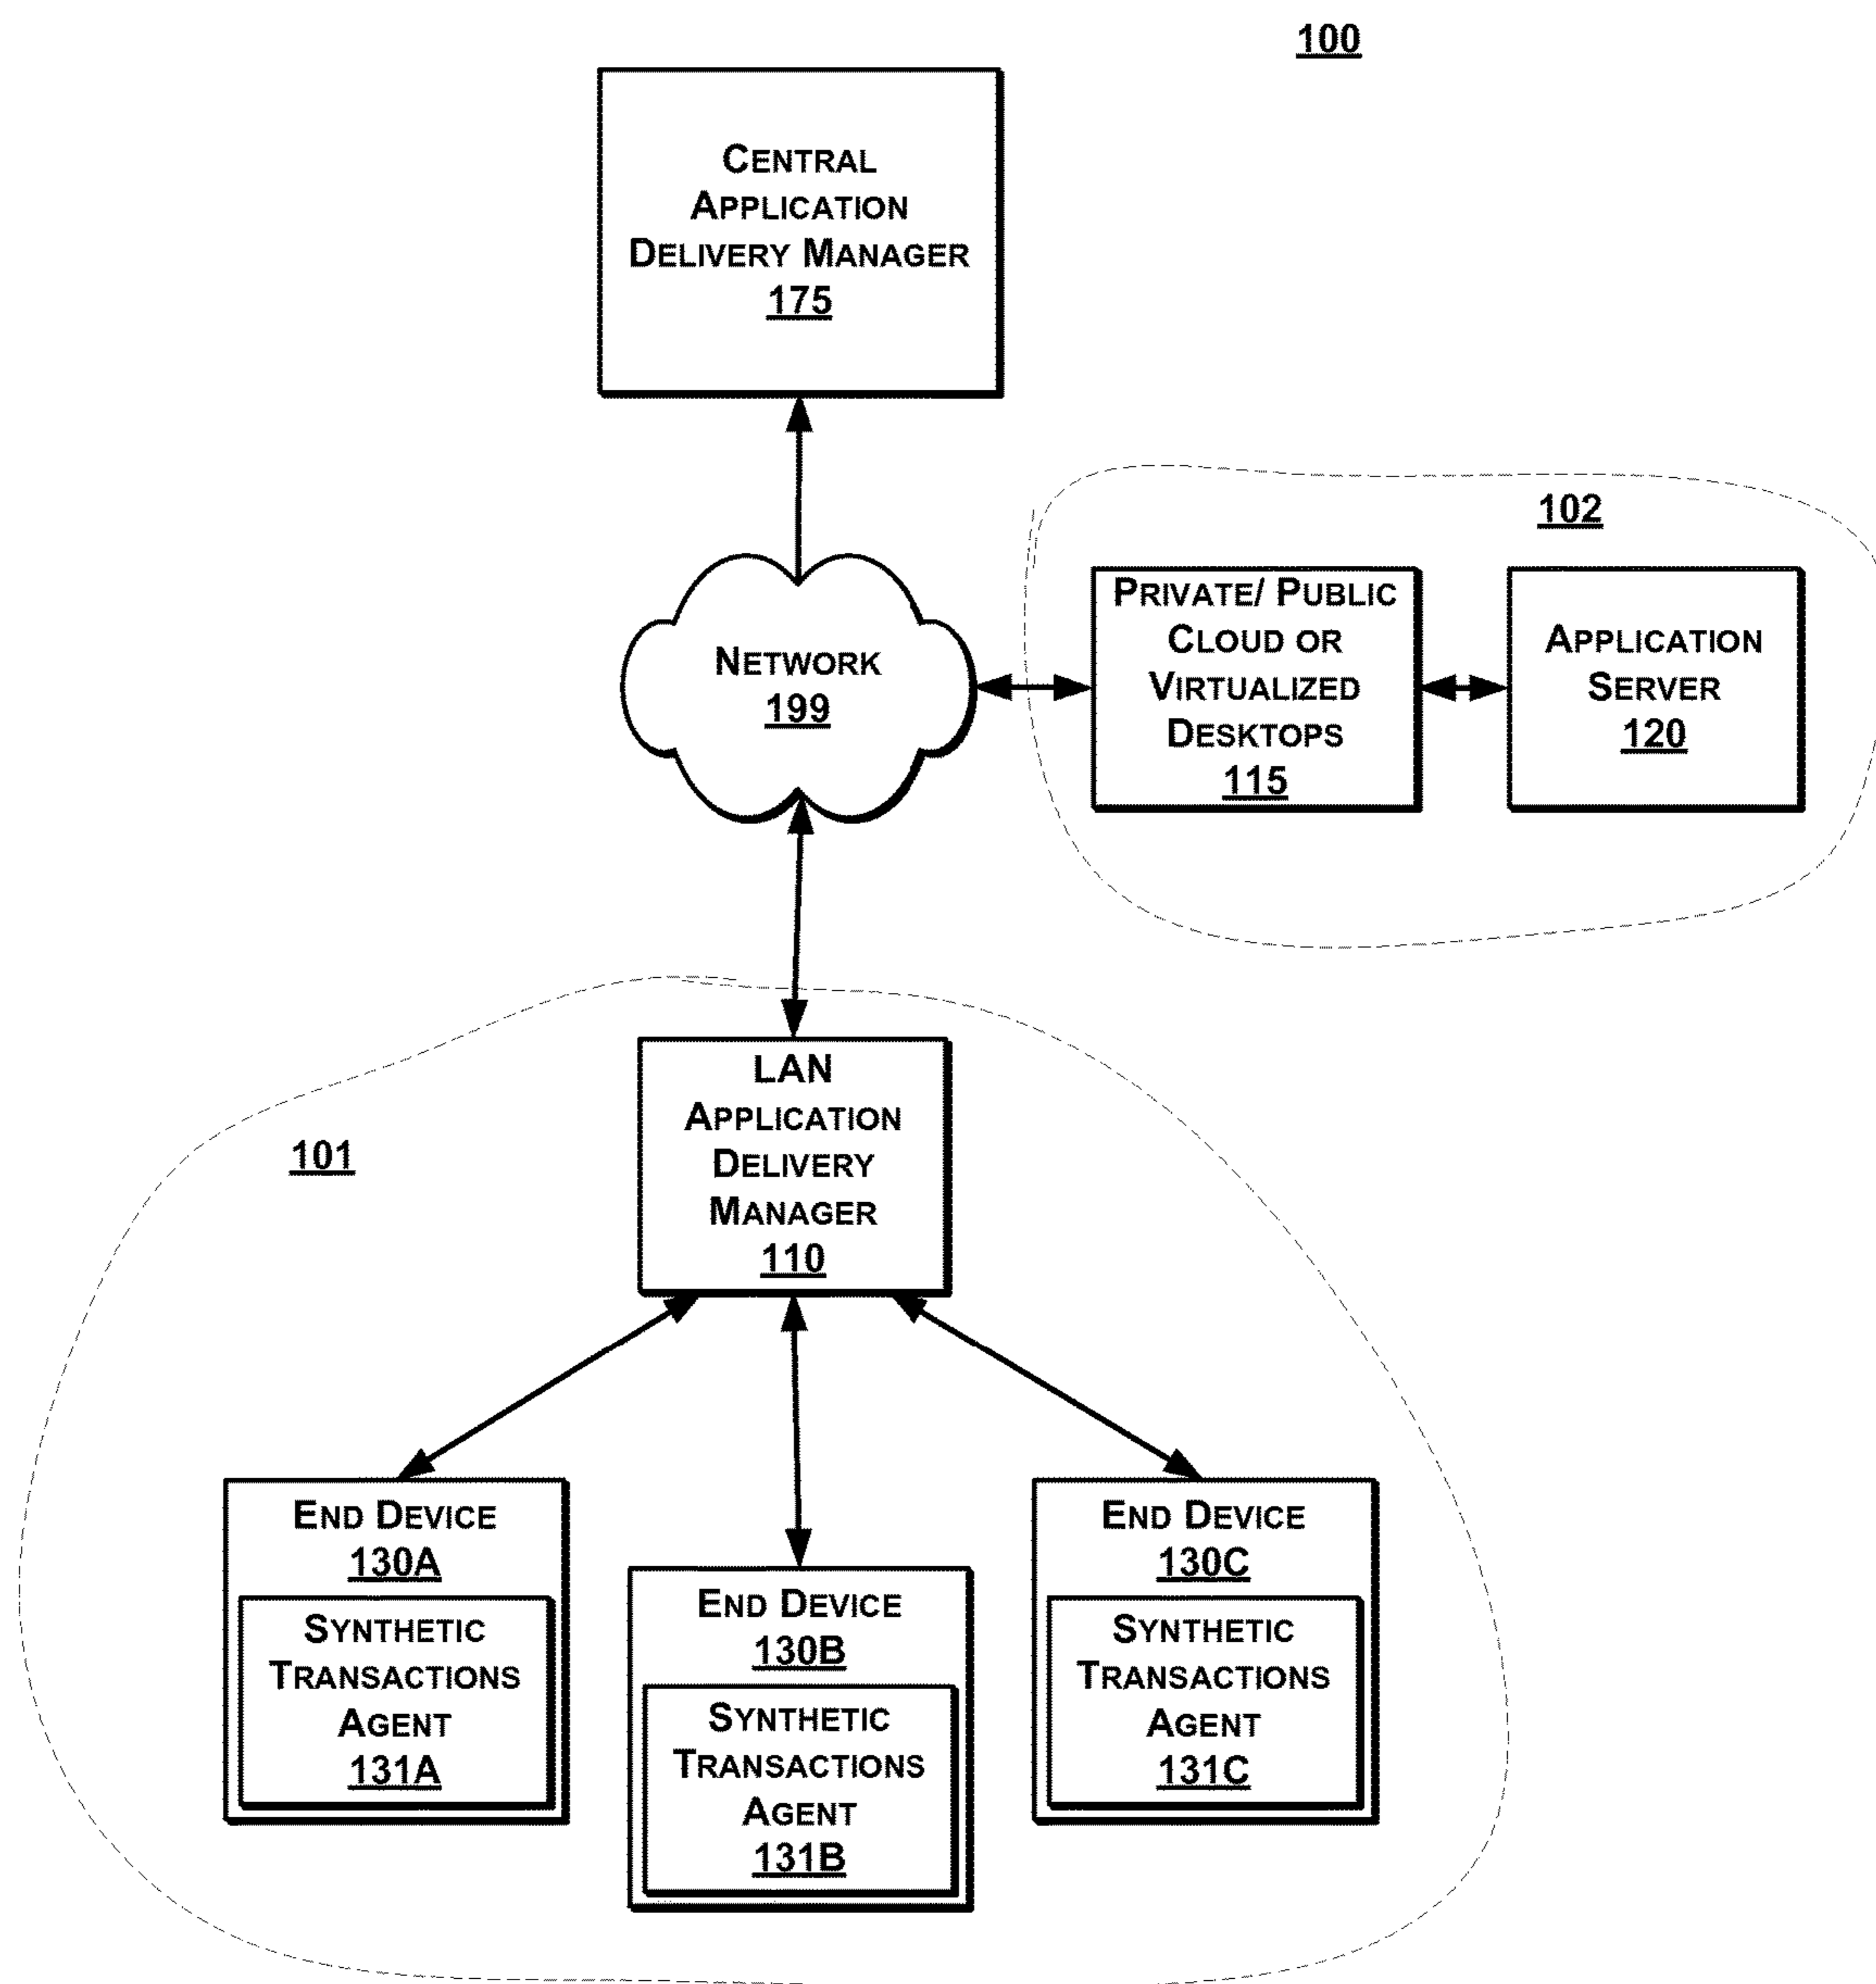 100
CENTRAL
APPLICATION
DELIVERY MANAGER
175
102
PRIVATE/ PUBLIC
CLOUD OR
VIRTUALIZED
DESKTOPS
115
APPLICATION
SERVER
120
NETWORK
199
101
LAN
APPLICATION
DELIVERY
MANAGER
110
END DEVICE
130A
SYNTHETIC
TRANSACTIONS
AGENT
131A
END DEVICE
130B
SYNTHETIC
TRANSACTIONS
AGENT
131B
END DEVICE
130C
SYNTHETIC
TRANSACTIONS
AGENT
131C